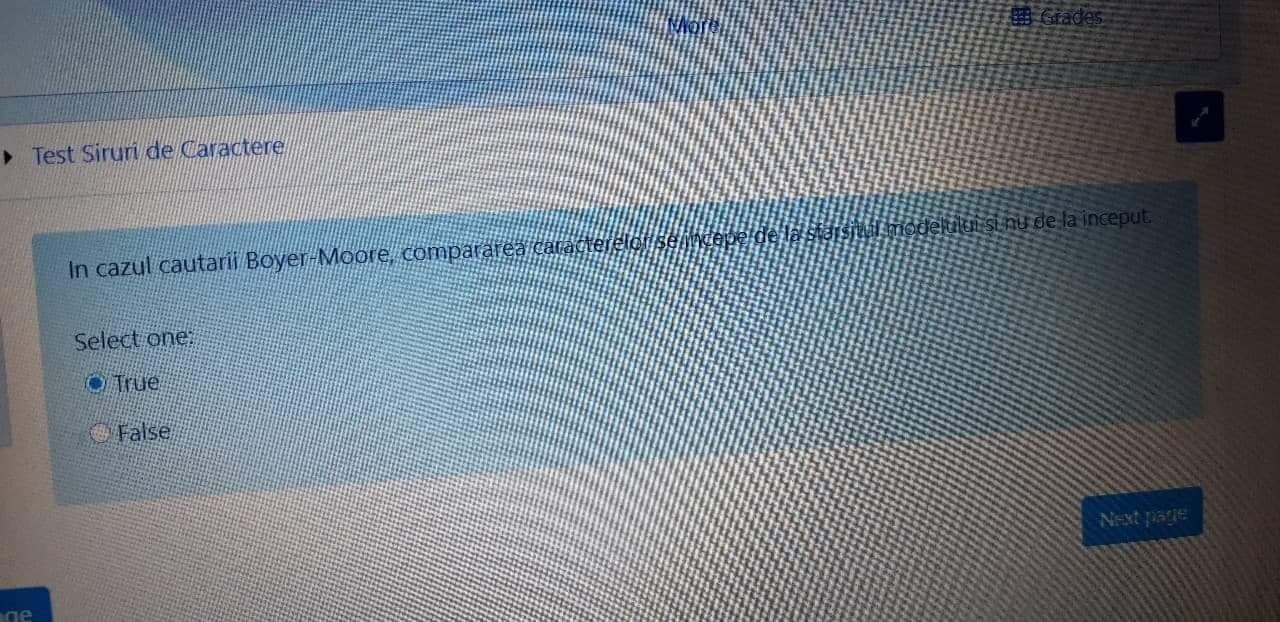 More
Grades
Test Siruri de Caractere
In cazul cautarii Boyer-Moore, compararea caracterelor se incepe de la sfarsitul modelului si nu de la inceput.
Select one:
True
False
Next page